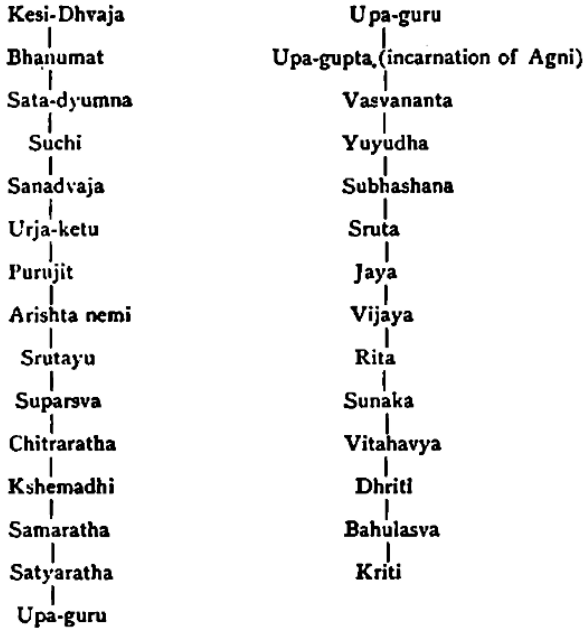 Kesi-Dhvaja
Bhanumat
Sata-dyumna
Suchi
Sanadvaja
Urja-ketu
Purujit
Arishta nemi
Srutayu
Suparsva
Chitraratha
Kshemadhi
Samaratha
Satyaratha
Upa-guru
Upa-guru
Upa-gupta (incarnation of Agni)
Vasvananta
Yuyudha
Subhashana
Sruta
Jaya
Vijaya
Rita
Sunaka
Vitahavya
Dhriti
Bahulasva
Kriti